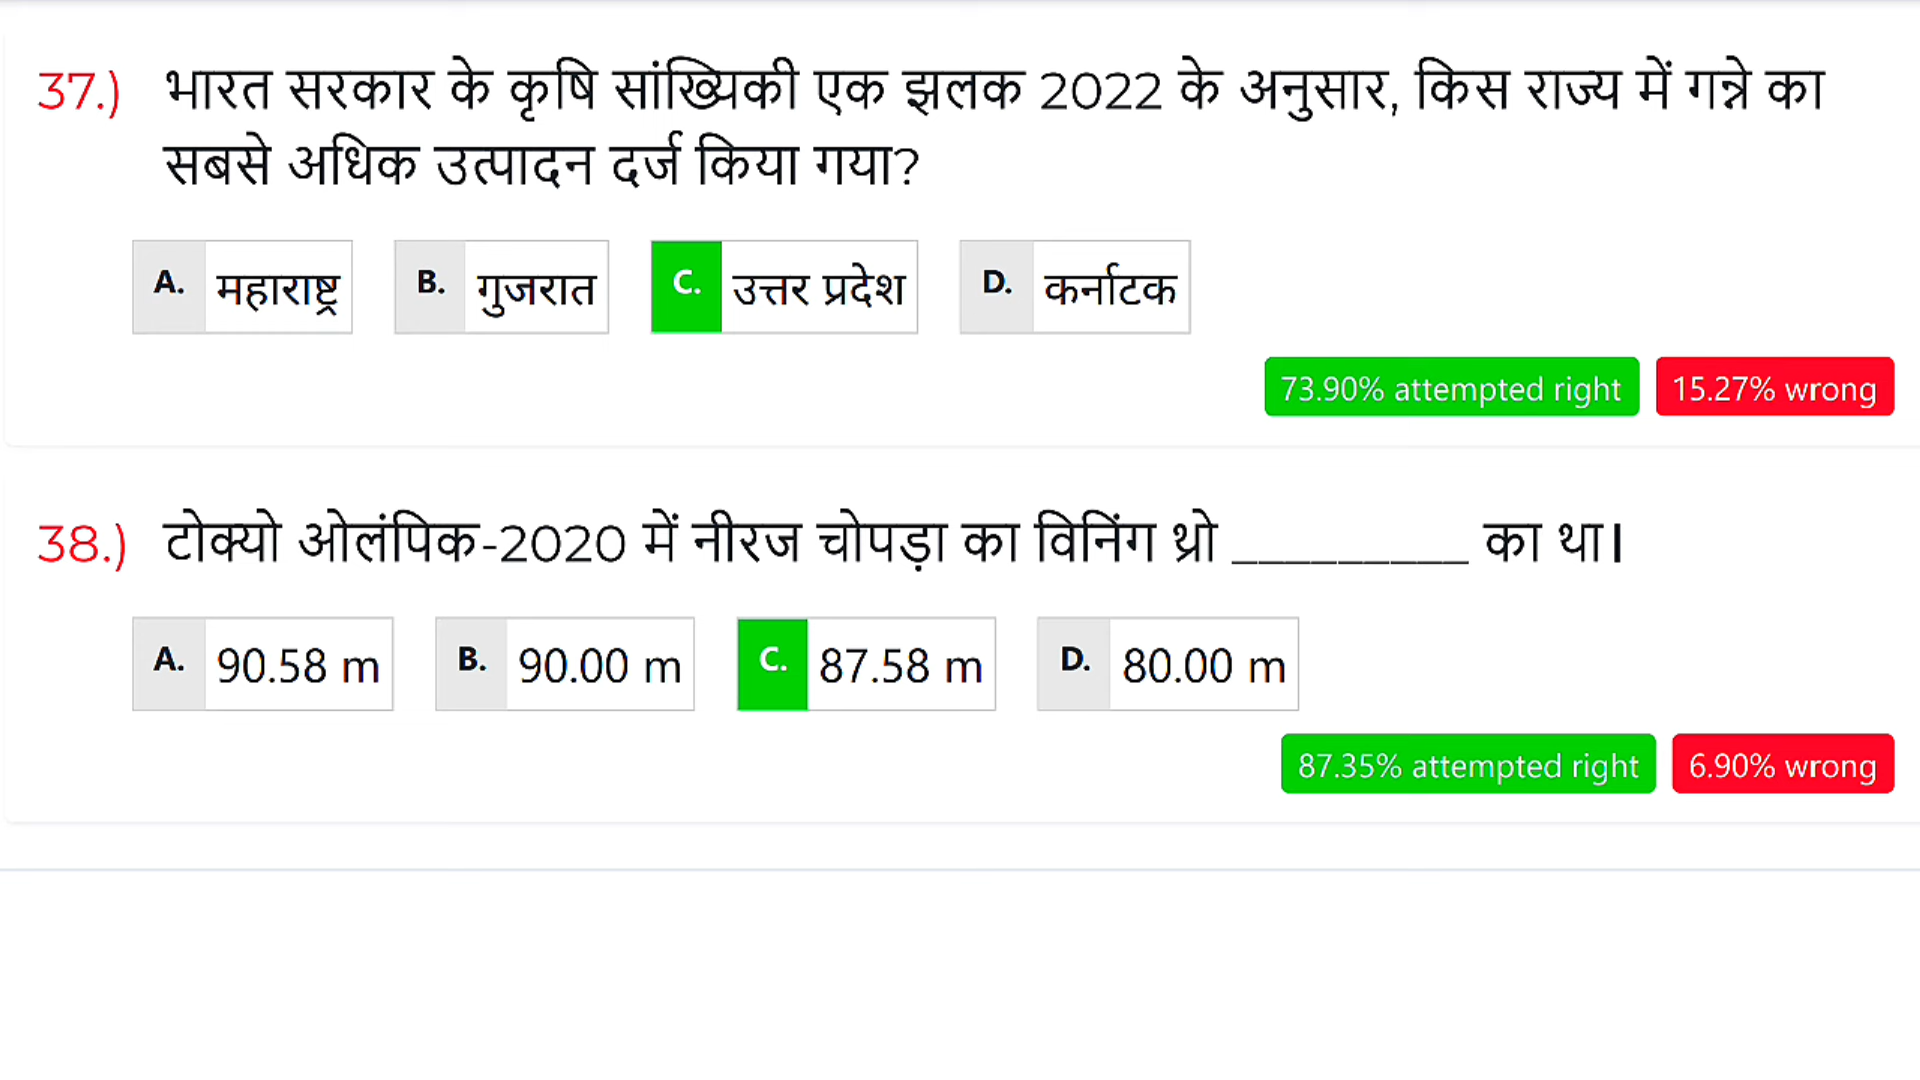 37.) भारत सरकार के कृषि सांख्यिकी एक झलक 2022 के अनुसार, किस राज्य में गन्ने का
सबसे अधिक उत्पादन दर्ज किया गया?
A. महाराष्ट्र B. गुजरात C. उत्तर प्रदेश D. कर्नाटक
73.90% attempted right 15.27% wrong
38.) टोक्यो ओलंपिक-2020 में नीरज चोपड़ा का विनिंग थ्रो _________ का था।
A. 90.58 m B. 90.00 m C. 87.58 m D. 80.00 m
87.35% attempted right 6.90% wrong